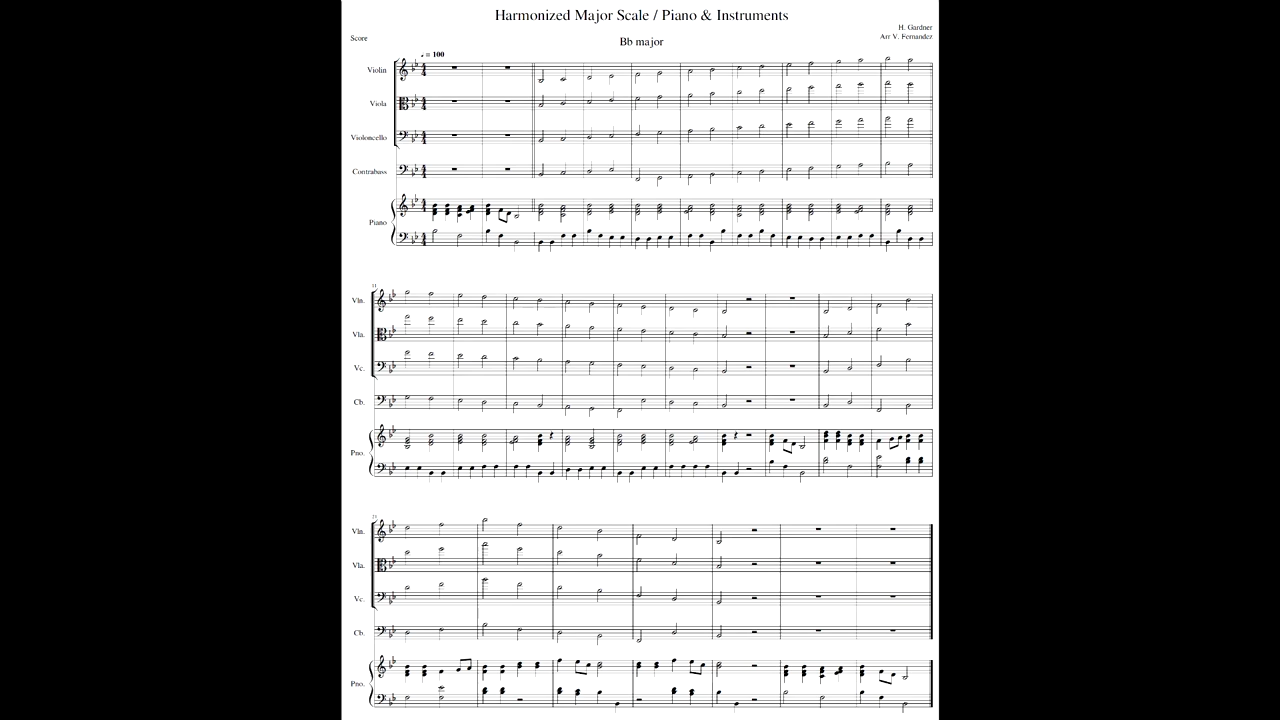 Harmonized Major Scale / Piano & Instruments
H. Gardner
Score
Bb major
Arr V. Fernandez
= 100
Violin
Viola
Violoncello
Contrabass
Piano
11
Vln.
Vla.
Vc.
Cb.
Pno.
21
Vln.
Vla.
Vc.
Cb.
Pno.